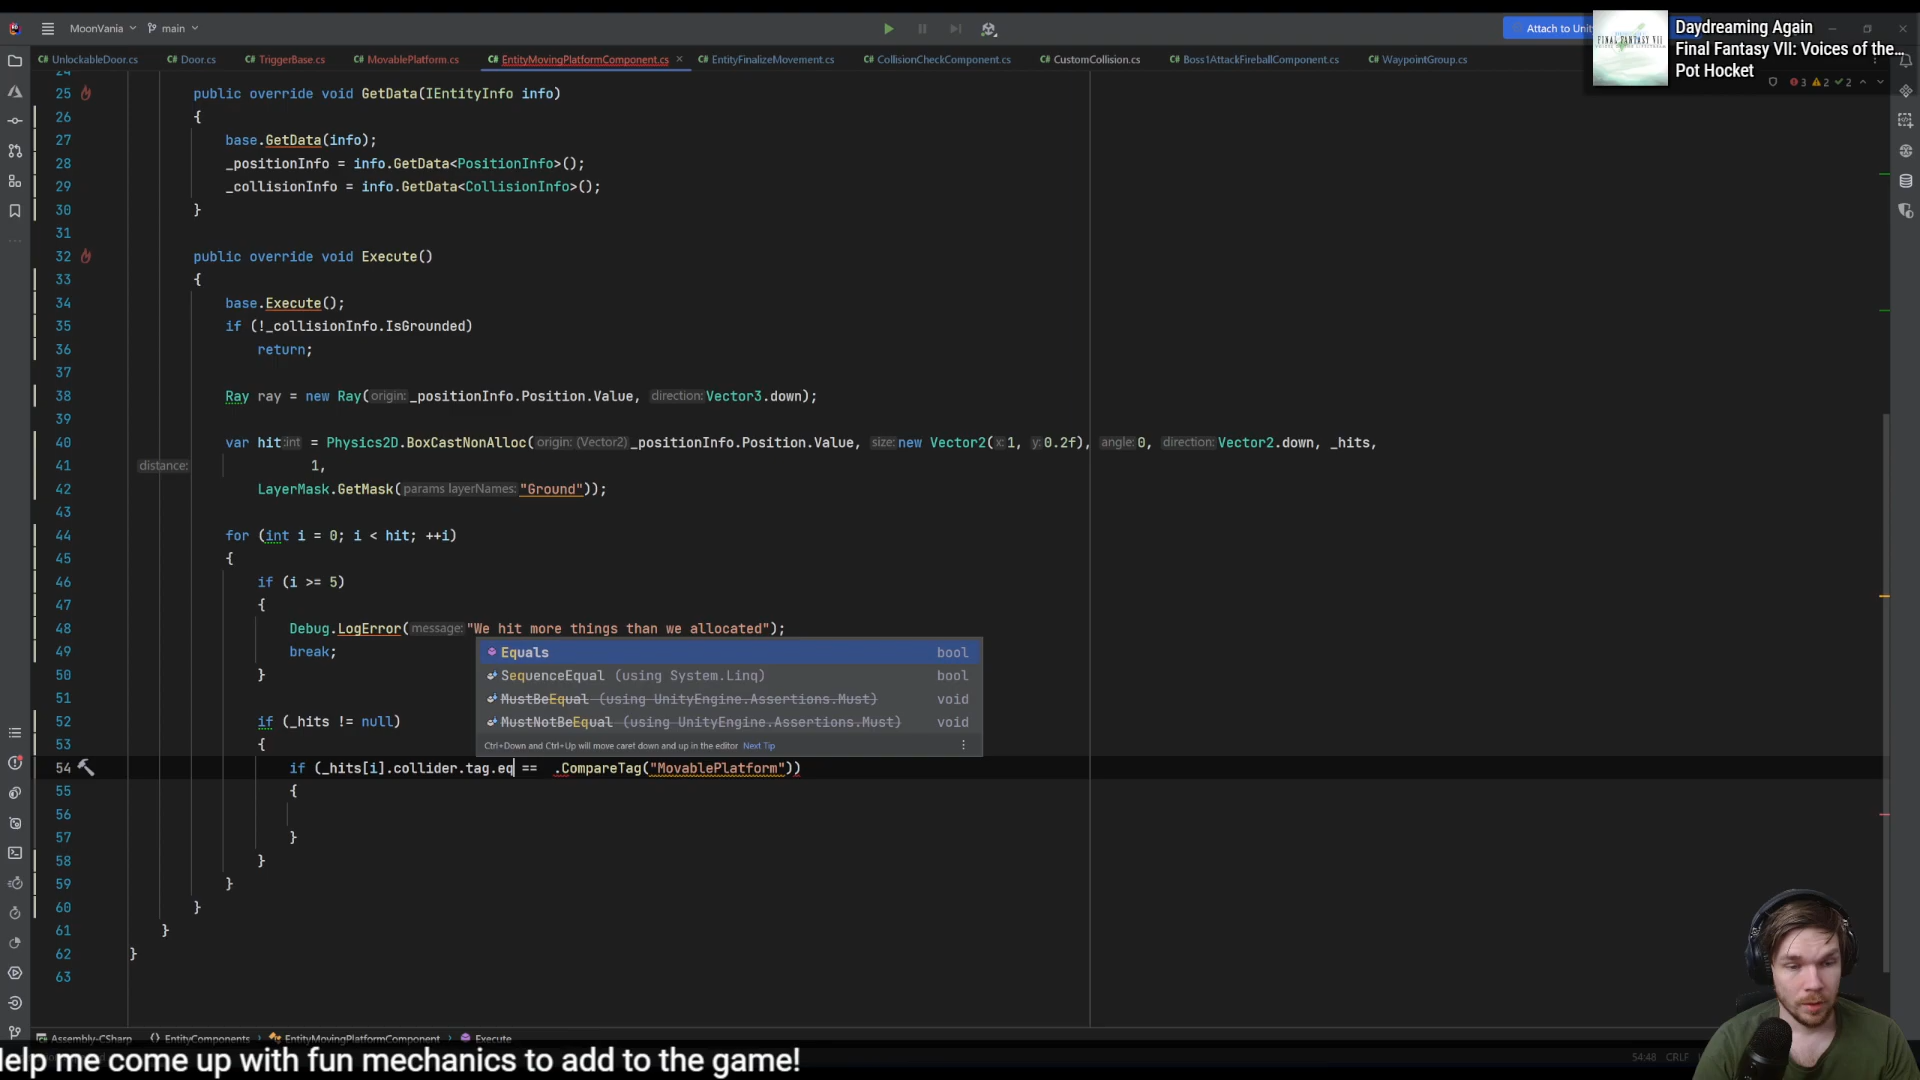 MoonVania
main
Attach to Unit
Daydreaming Again
Final Fantasy VII: Voices of the...
Pot Hocket
FINAL FANTASY VII
UnlockableDoor.cs
Door.cs
TriggerBase.cs
MovablePlatform.cs
EntityMovingPlatformComponent.cs
EntityFinalizeMovement.cs
CollisionCheckComponent.cs
CustomCollision.cs
Boss1AttackFireballComponent.cs
WaypointGroup.cs
3 2 2
24
25 public override void GetData(IEntityInfo info)
26 {
27 base.GetData(info);
28 _positionInfo = info.GetData<PositionInfo>();
29 _collisionInfo = info.GetData<CollisionInfo>();
30 }
31
32 public override void Execute()
33 {
34 base.Execute();
35 if (!_collisionInfo.IsGrounded)
36 return;
37
38 Ray ray = new Ray(origin:_positionInfo.Position.Value, direction:Vector3.down);
39
40 var hit:int = Physics2D.BoxCastNonAlloc(origin:(Vector2)_positionInfo.Position.Value, size:new Vector2(x:1, y:0.2f), angle:0, direction:Vector2.down, _hits,
41 distance: 1,
42 LayerMask.GetMask(params layerNames:"Ground"));
43
44 for (int i = 0; i < hit; ++i)
45 {
46 if (i >= 5)
47 {
48 Debug.LogError(message:"We hit more things than we allocated");
49 break;
50 }
51
52 if (_hits != null)
53 {
54 if (_hits[i].collider.tag.eq == .CompareTag("MovablePlatform"))
55 {
56
57 }
58 }
59 }
60 }
61 }
62 }
63
Equals bool
SequenceEqual (using System.Linq) bool
MustBeEqual (using UnityEngine.Assertions.Must) void
MustNotBeEqual (using UnityEngine.Assertions.Must) void
Ctrl+Down and Ctrl+Up will move caret down and up in the editor Next Tip
Assembly-CSharp
EntityComponents
EntityMovingPlatformComponent
Execute
54:48 CRLF
elp me come up with fun mechanics to add to the game!